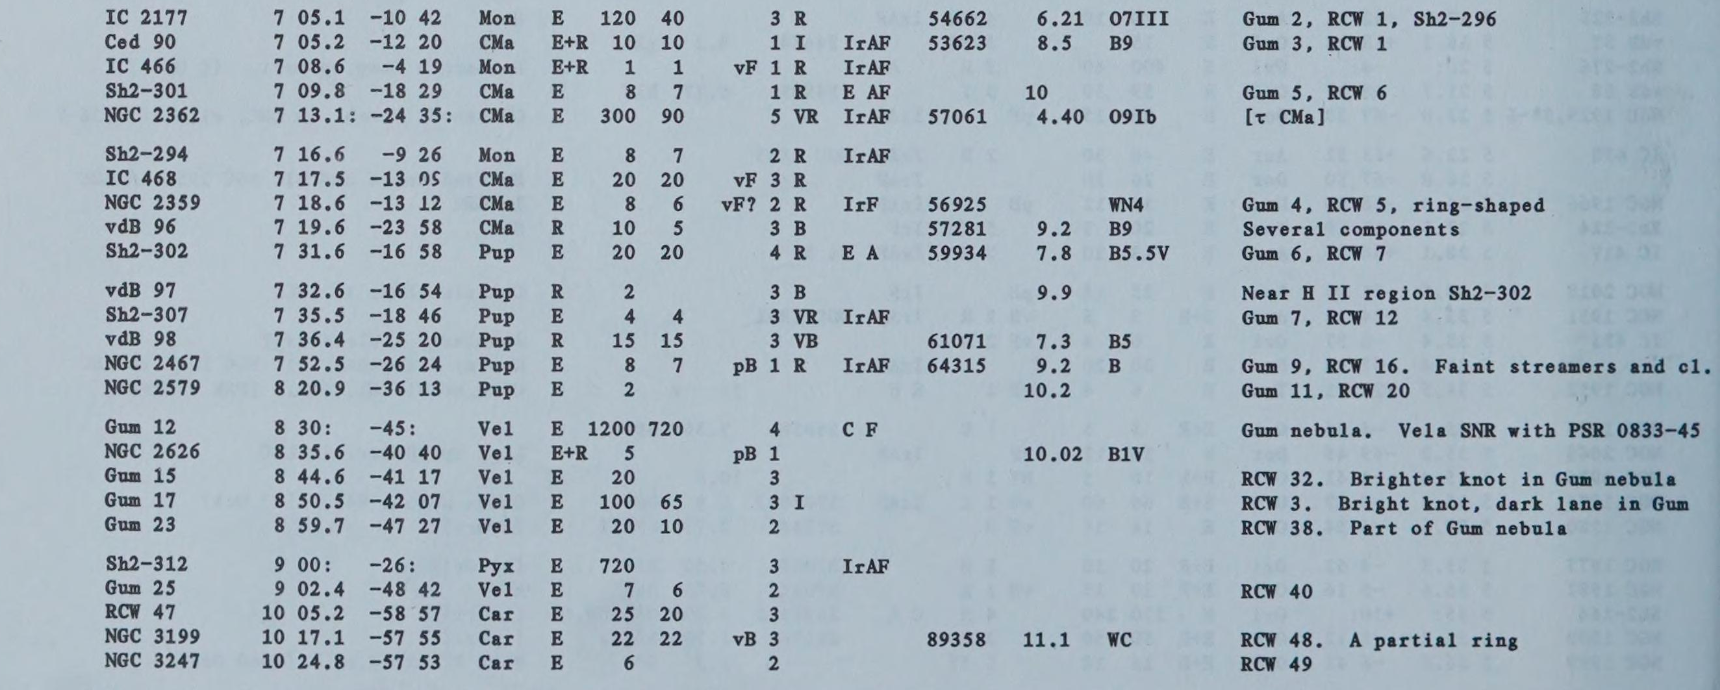 IC 2177 7 05.1 -10 42 Mon E 120 40 3 R 54662 6.21 O7III Gum 2, RCW 1, Sh2-296
Ced 90 7 05.2 -12 20 CMa E+R 10 10 1 I IrAF 53623 8.5 B9 Gum 3, RCW 1
IC 466 7 08.6 -4 19 Mon E+R 1 1 vF 1 R IrAF
Sh2-301 7 09.8 -18 29 CMa E 8 7 1 R E AF 10 Gum 5, RCW 6
NGC 2362 7 13.1: -24 35: CMa E 300 90 5 VR IrAF 57061 4.40 O9Ib [τ CMa]
Sh2-294 7 16.6 -9 26 Mon E 8 7 2 R IrAF
IC 468 7 17.5 -13 05 CMa E 20 20 vF 3 R
NGC 2359 7 18.6 -13 12 CMa E 8 6 vF? 2 R IrF 56925 WN4 Gum 4, RCW 5, ring-shaped
vdB 96 7 19.6 -23 58 CMa R 10 5 3 B 57281 9.2 B9 Several components
Sh2-302 7 31.6 -16 58 Pup E 20 20 4 R E A 59934 7.8 B5.5V Gum 6, RCW 7
vdB 97 7 32.6 -16 54 Pup R 2 3 B 9.9 Near H II region Sh2-302
Sh2-307 7 35.5 -18 46 Pup E 4 4 3 VR IrAF Gum 7, RCW 12
vdB 98 7 36.4 -25 20 Pup R 15 15 3 VB 61071 7.3 B5
NGC 2467 7 52.5 -26 24 Pup E 8 7 pB 1 R IrAF 64315 9.2 B Gum 9, RCW 16. Faint streamers and cl.
NGC 2579 8 20.9 -36 13 Pup E 2 10.2 Gum 11, RCW 20
Gum 12 8 30: -45: Vel E 1200 720 4 C F Gum nebula. Vela SNR with PSR 0833-45
NGC 2626 8 35.6 -40 40 Vel E+R 5 pB 1 10.02 B1V
Gum 15 8 44.6 -41 17 Vel E 20 3 RCW 32. Brighter knot in Gum nebula
Gum 17 8 50.5 -42 07 Vel E 100 65 3 I RCW 3. Bright knot, dark lane in Gum
Gum 23 8 59.7 -47 27 Vel E 20 10 2 RCW 38. Part of Gum nebula
Sh2-312 9 00: -26: Pyx E 720 3 IrAF
Gum 25 9 02.4 -48 42 Vel E 7 6 2 RCW 40
RCW 47 10 05.2 -58 57 Car E 25 20 3
NGC 3199 10 17.1 -57 55 Car E 22 22 vB 3 89358 11.1 WC RCW 48. A partial ring
NGC 3247 10 24.8 -57 53 Car E 6 2 RCW 49